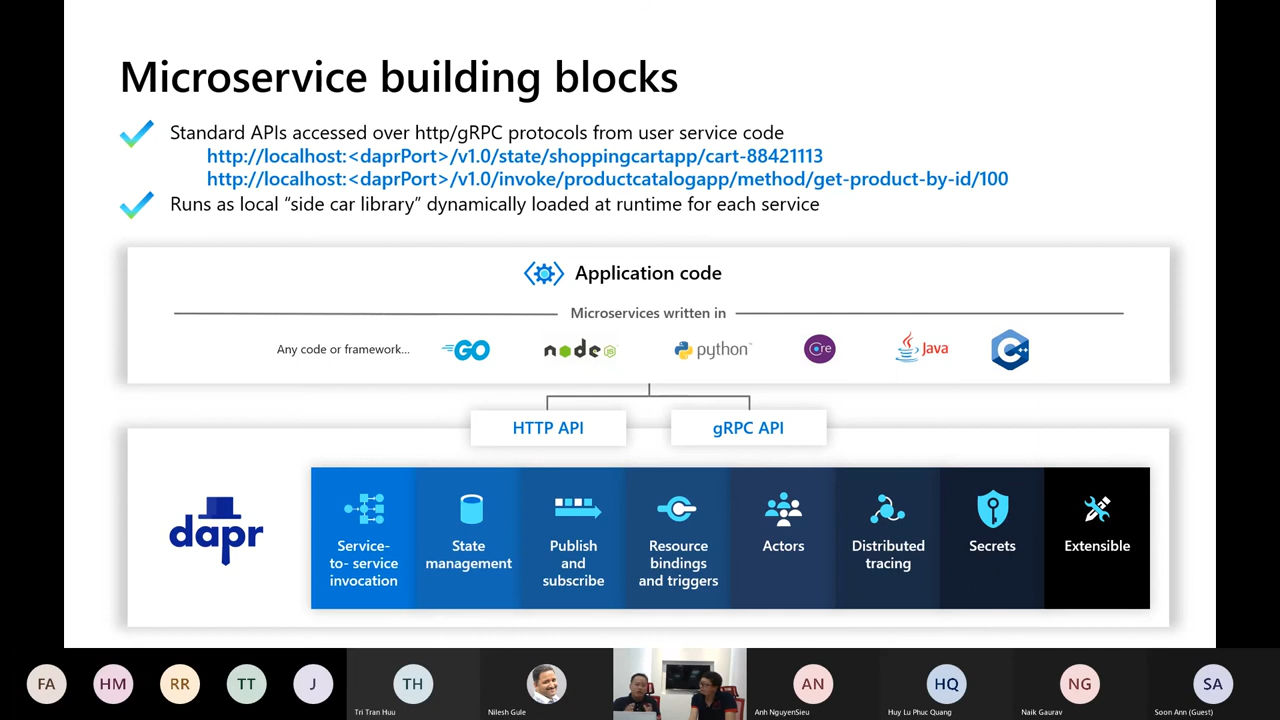 Microservice building blocks
Standard APIs accessed over http/gRPC protocols from user service code
http://localhost:<daprPort>/v1.0/state/shoppingcartapp/cart-88421113
http://localhost:<daprPort>/v1.0/invoke/productcatalogapp/method/get-product-by-id/100
Runs as local “side car library” dynamically loaded at runtime for each service
Application code
Microservices written in
Any code or framework...
GO
node JS
python
Core
Java
C++
HTTP API
gRPC API
dapr
Service-
to- service
invocation
State
management
Publish
and
subscribe
Resource
bindings
and triggers
Actors
Distributed
tracing
Secrets
Extensible
FA
HM
RR
TT
J
TH
Tri Tran Huu
Nilesh Gule
AN
Anh NguyenSieu
HQ
Huy Lu Phuc Quang
NG
Naik Gaurav
SA
Soon Ann (Guest)